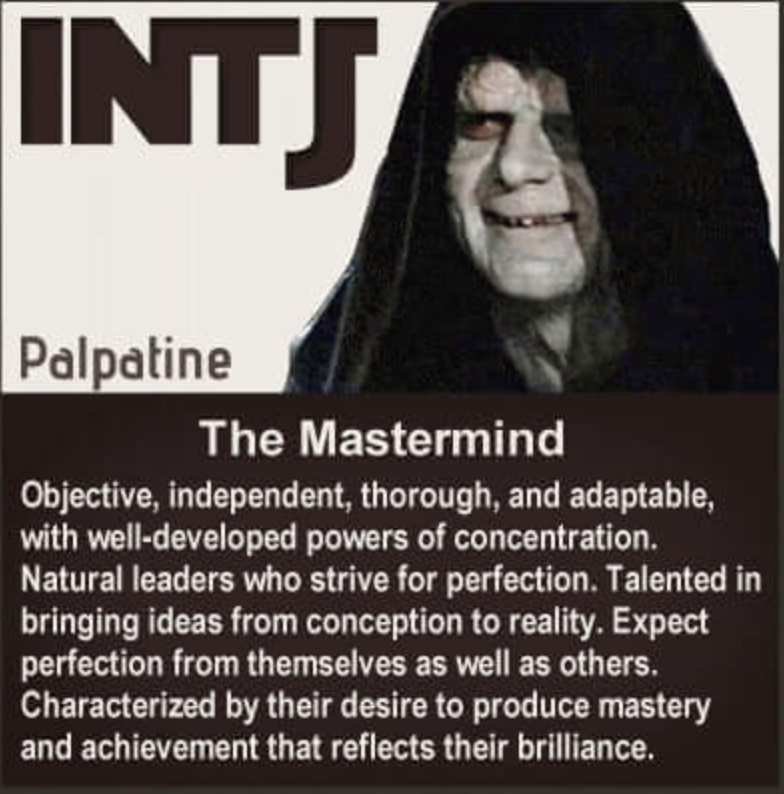 INTJ
Palpatine
The Mastermind
Objective, independent, thorough, and adaptable,
with well-developed powers of concentration.
Natural leaders who strive for perfection. Talented in
bringing ideas from conception to reality. Expect
perfection from themselves as well as others.
Characterized by their desire to produce mastery
and achievement that reflects their brilliance.